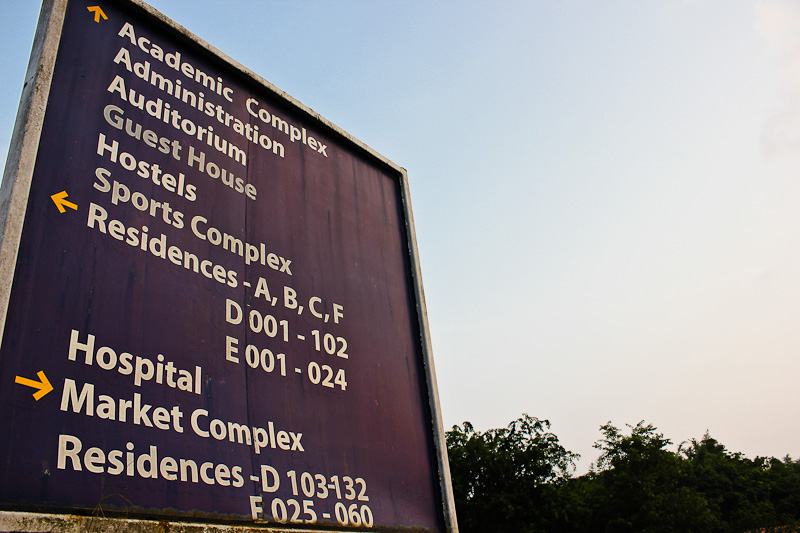 Academic Complex
Administration
Auditorium
Guest House
Hostels
Sports Complex
Residences - A, B, C, F
D 001 - 102
E 001 - 024
Hospital
Market Complex
Residences - D 103-132
E 025 - 060